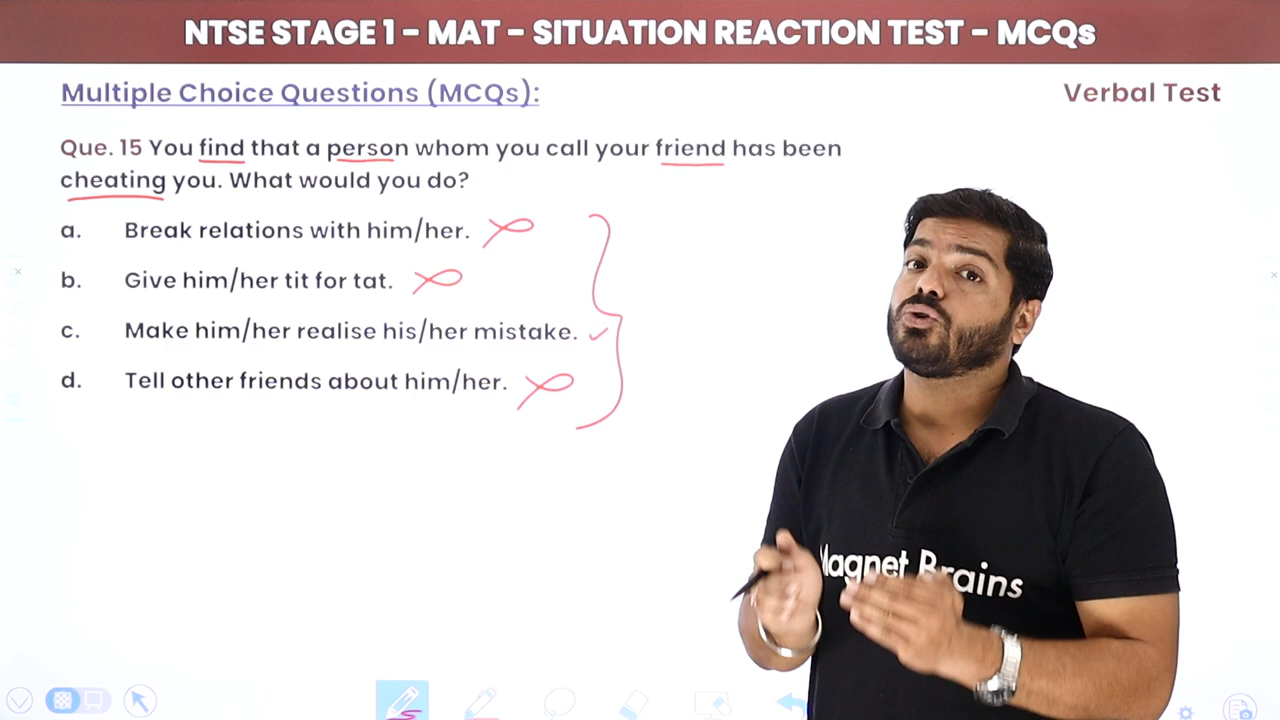 NTSE STAGE 1 – MAT – SITUATION REACTION TEST – MCQs
Multiple Choice Questions (MCQs):
Verbal Test
Que. 15 You find that a person whom you call your friend has been
cheating you. What would you do?
a. Break relations with him/her.
b. Give him/her tit for tat.
c. Make him/her realise his/her mistake.
d. Tell other friends about him/her.
Magnet Brains